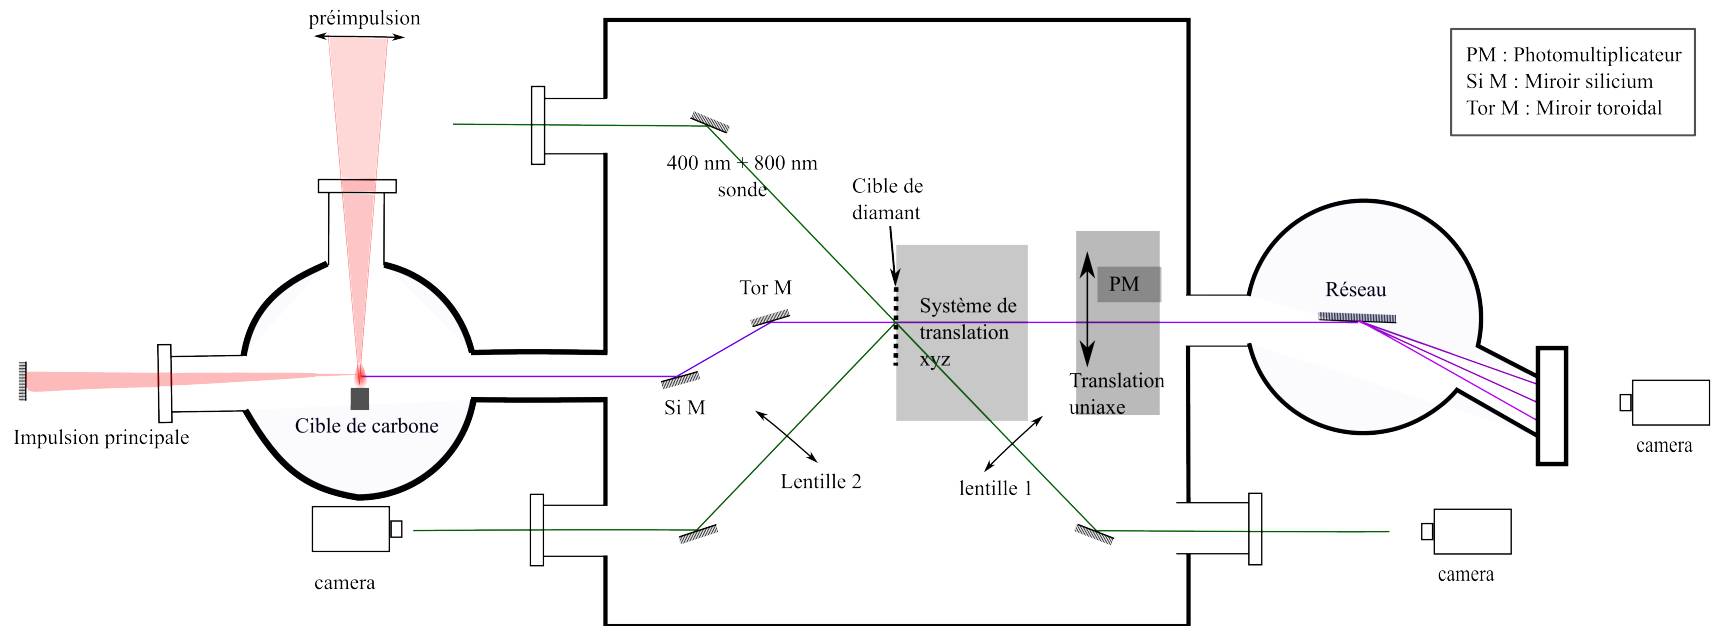 préimpulsion
PM : Photomultiplicateur
Si M : Miroir silicium
Tor M : Miroir toroidal
400 nm + 800 nm
sonde
Cible de
diamant
Tor M
Système de
translation
xyz
PM
Réseau
Translation
uniaxe
Si M
Impulsion principale
Cible de carbone
Lentille 2
lentille 1
camera
camera
camera